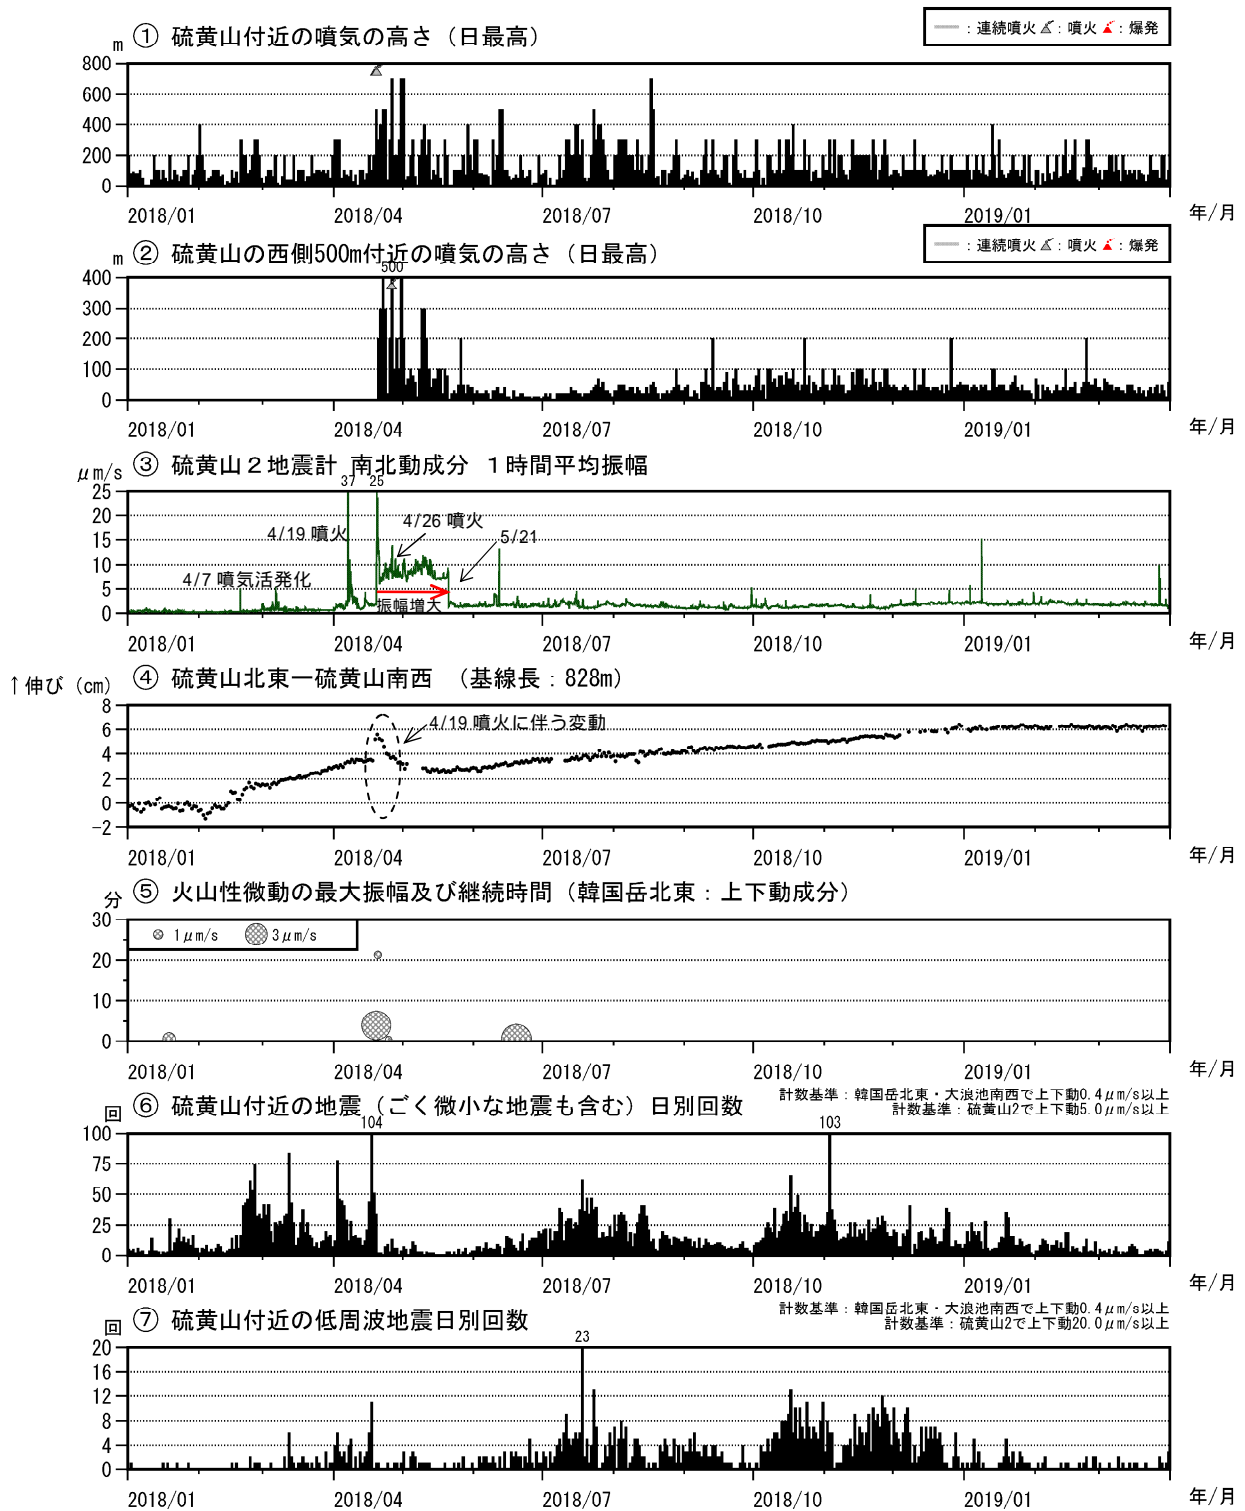 ① 硫黄山付近の噴気の高さ（日最高）
：連続噴火 ：噴火 ：爆発
m
800
600
400
200
0
2018/01 2018/04 2018/07 2018/10 2019/01 年/月
② 硫黄山の西側500m付近の噴気の高さ（日最高）
：連続噴火 ：噴火 ：爆発
m
500
400
300
200
100
0
2018/01 2018/04 2018/07 2018/10 2019/01 年/月
③ 硫黄山２地震計 南北動成分 １時間平均振幅
μm/s
37 25
25
20
15
10
5
0
4/19 噴火
4/26 噴火
5/21
4/7 噴気活発化
振幅増大
2018/01 2018/04 2018/07 2018/10 2019/01 年/月
④ 硫黄山北東－硫黄山南西 （基線長：828m）
↑伸び（cm）
8
6
4
2
0
-2
4/19 噴火に伴う変動
2018/01 2018/04 2018/07 2018/10 2019/01 年/月
⑤ 火山性微動の最大振幅及び継続時間（韓国岳北東：上下動成分）
分
30
20
10
0
1μm/s 3μm/s
2018/01 2018/04 2018/07 2018/10 2019/01 年/月
⑥ 硫黄山付近の地震（ごく微小な地震も含む）日別回数
計数基準：韓国岳北東・大浪池南西で上下動0.4μm/s以上
計数基準：硫黄山2で上下動5.0μm/s以上
回
104 103
100
75
50
25
0
2018/01 2018/04 2018/07 2018/10 2019/01 年/月
⑦ 硫黄山付近の低周波地震日別回数
計数基準：韓国岳北東・大浪池南西で上下動0.4μm/s以上
計数基準：硫黄山2で上下動20.0μm/s以上
回
23
20
16
12
8
4
0
2018/01 2018/04 2018/07 2018/10 2019/01 年/月